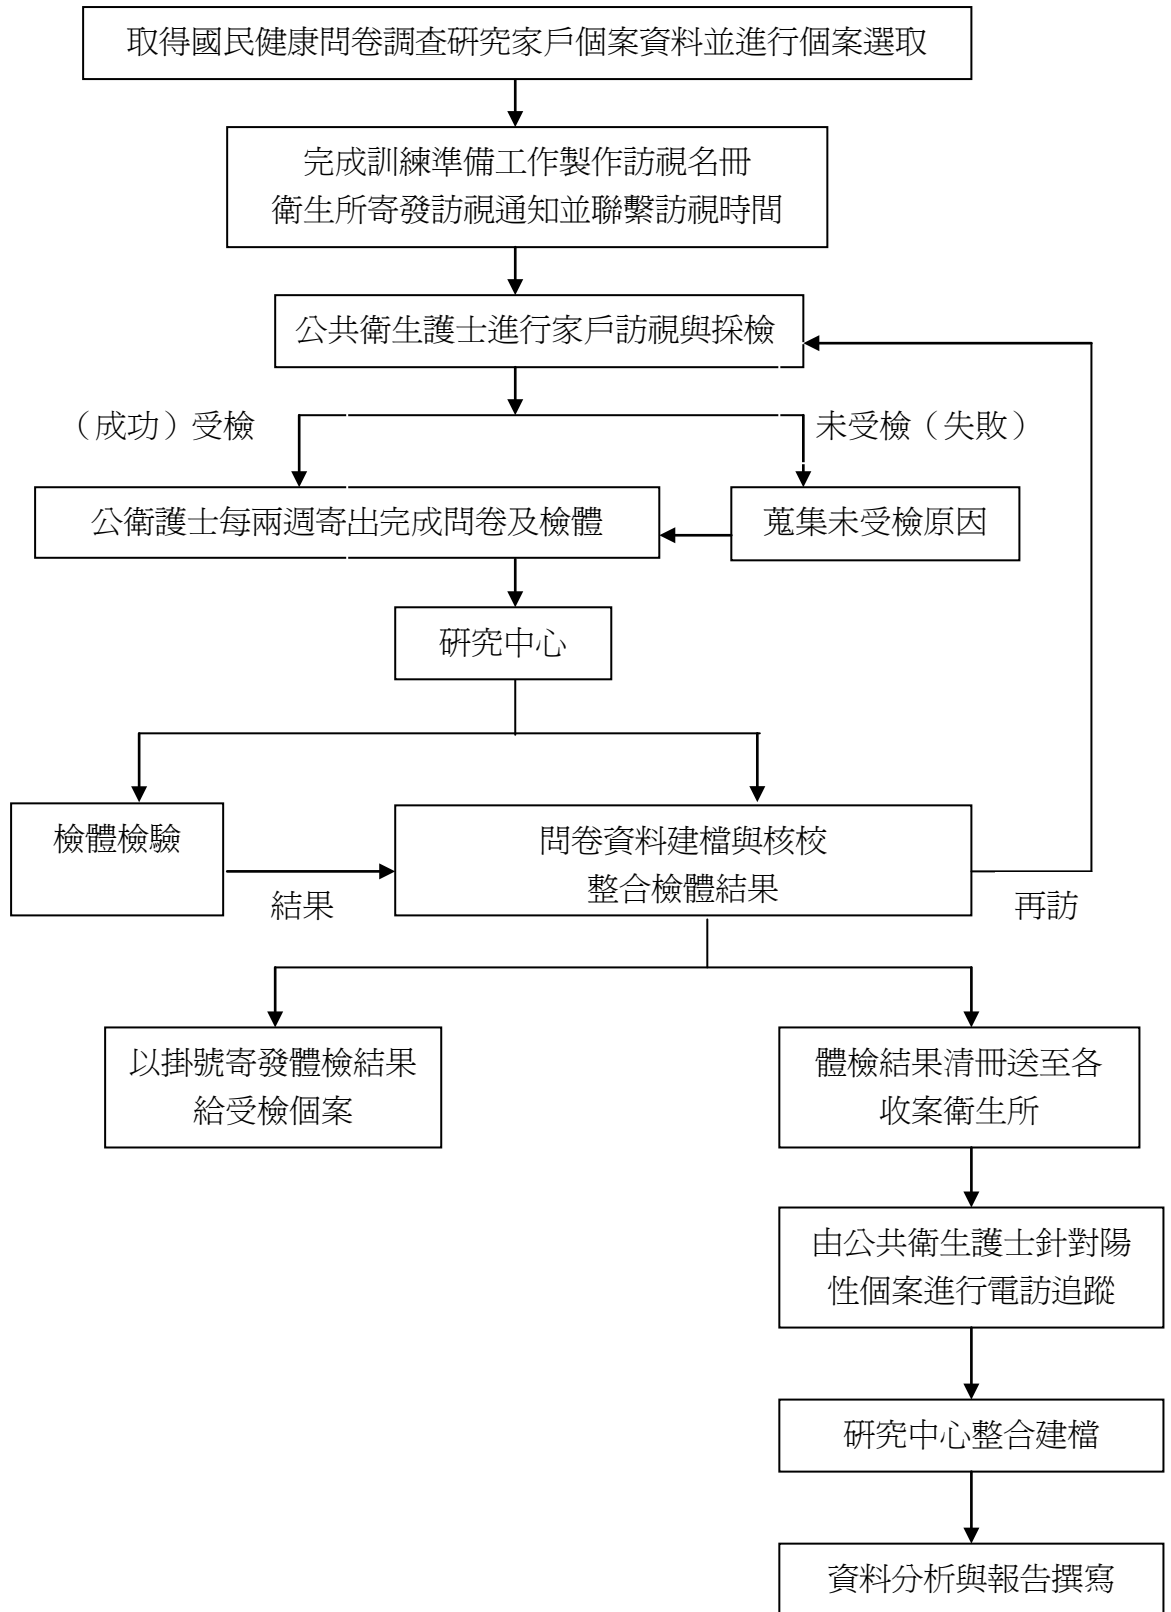 取得國民健康問卷調查研究家戶個案資料並進行個案選取
完成訓練準備工作製作訪視名冊
衛生所寄發訪視通知並聯繫訪視時間
公共衛生護士進行家戶訪視與採檢
（成功）受檢
未受檢（失敗）
公衛護士每兩週寄出完成問卷及檢體
蒐集未受檢原因
研究中心
檢體檢驗
結果
問卷資料建檔與核校
整合檢體結果
再訪
以掛號寄發體檢結果
給受檢個案
體檢結果清冊送至各
收案衛生所
由公共衛生護士針對陽
性個案進行電訪追蹤
研究中心整合建檔
資料分析與報告撰寫